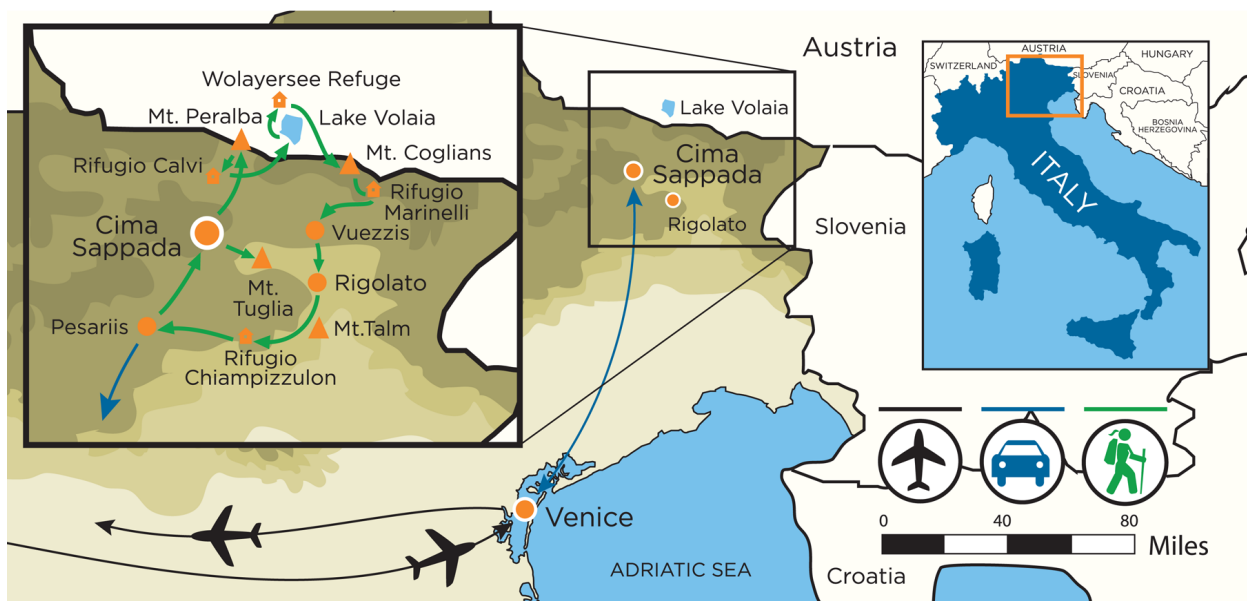 Wolayersee Refuge
Mt. Peralba
Lake Volaia
Rifugio Calvi
Mt. Coglians
Rifugio
Marinelli
Cima
Sappada
Vuezzis
Mt.
Tuglia
Rigolato
Pesariis
Mt.Talm
Rifugio
Chiampizzulon
Austria
Lake Volaia
Cima
Sappada
Rigolato
Slovenia
Venice
ADRIATIC SEA
Croatia
AUSTRIA
HUNGARY
SWITZERLAND
SLOVENIA
CROATIA
BOSNIA
HERZEGOVINA
ITALY
0
40
80
Miles